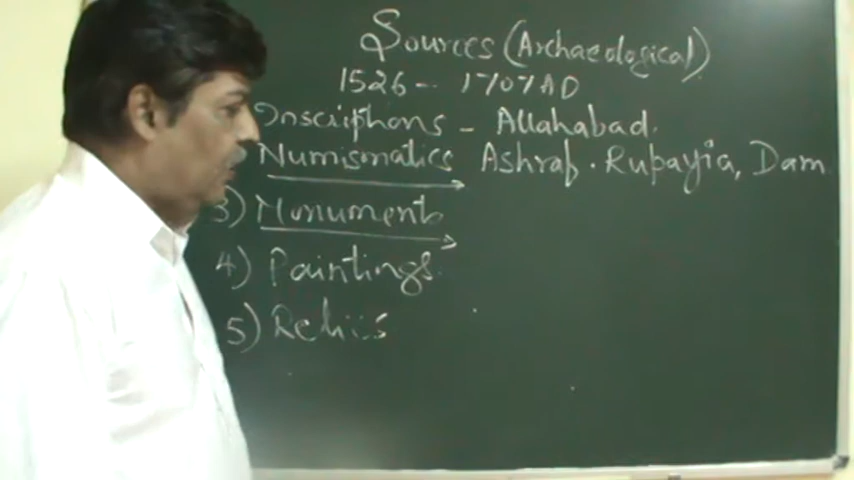 Sources (Archaeological)
1526 - 1707 AD
Inscriptions - Allahabad.
Numismatics Ashraf. Rupayia, Dam
3) Monuments
4) Paintings.
5) Relics